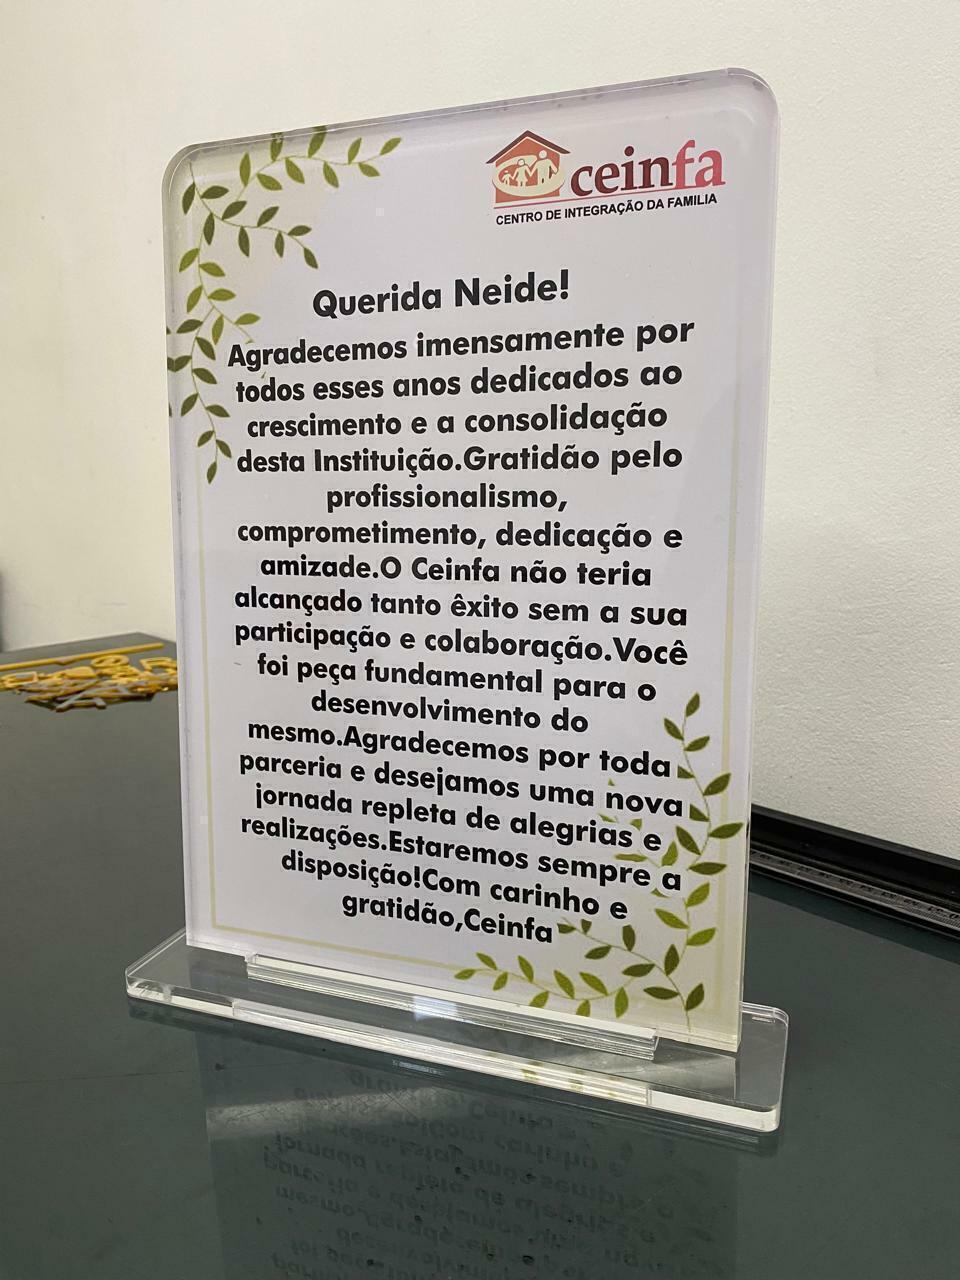 ceinfa
CENTRO DE INTEGRAÇÃO DA FAMILIA
Querida Neide!
Agradecemos imensamente por
todos esses anos dedicados ao
crescimento e a consolidação
desta Instituição.Gratidão pelo
profissionalismo,
comprometimento, dedicação e
amizade.O Ceinfa não teria
alcançado tanto êxito sem a sua
participação e colaboração.Você
foi peça fundamental para o
desenvolvimento do
mesmo.Agradecemos por toda
parceria e desejamos uma nova
jornada repleta de alegrias e
realizações.Estaremos sempre a
disposição!Com carinho e
gratidão,Ceinfa